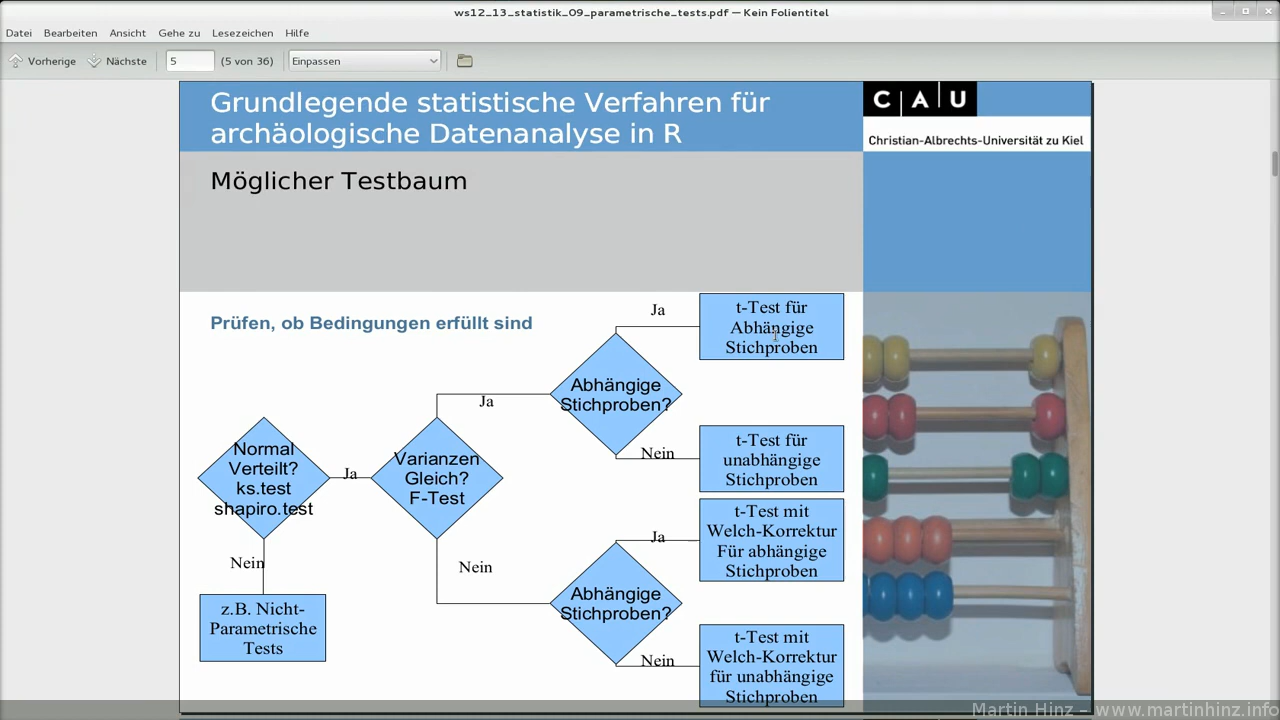 ws12_13_statistik_09_parametrische_tests.pdf — Kein Folientitel
Datei Bearbeiten Ansicht Gehe zu Lesezeichen Hilfe
Vorherige Nächste 5 (5 von 36) Einpassen
Grundlegende statistische Verfahren für
archäologische Datenanalyse in R
C A U
Christian-Albrechts-Universität zu Kiel
Möglicher Testbaum
Prüfen, ob Bedingungen erfüllt sind
Normal
Verteilt?
ks.test
shapiro.test
Ja
Nein
z.B. Nicht-
Parametrische
Tests
Varianzen
Gleich?
F-Test
Ja
Nein
Abhängige
Stichproben?
Ja
t-Test für
Abhängige
Stichproben
Nein
t-Test für
unabhängige
Stichproben
Abhängige
Stichproben?
Ja
t-Test mit
Welch-Korrektur
Für abhängige
Stichproben
Nein
t-Test mit
Welch-Korrektur
für unabhängige
Stichproben
Martin Hinz - www.martinhinz.info